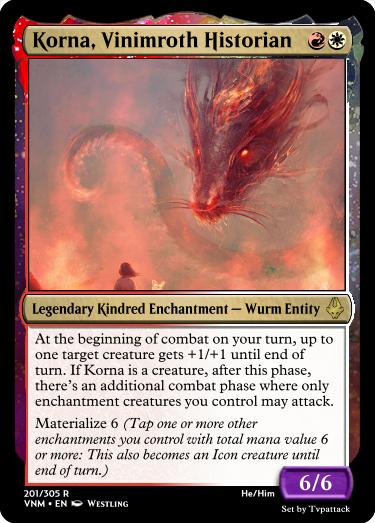 Korna, Vinimroth Historian
Legendary Kindred Enchantment — Wurm Entity
At the beginning of combat on your turn, up to
one target creature gets +1/+1 until end of
turn. If Korna is a creature, after this phase,
there's an additional combat phase where only
enchantment creatures you control may attack.
Materialize 6 (Tap one or more other
enchantments you control with total mana value 6
or more: This also becomes an Icon creature until
end of turn.)
6/6
201/305 R
He/Him
VNM • EN Westling
Set by Tvpattack